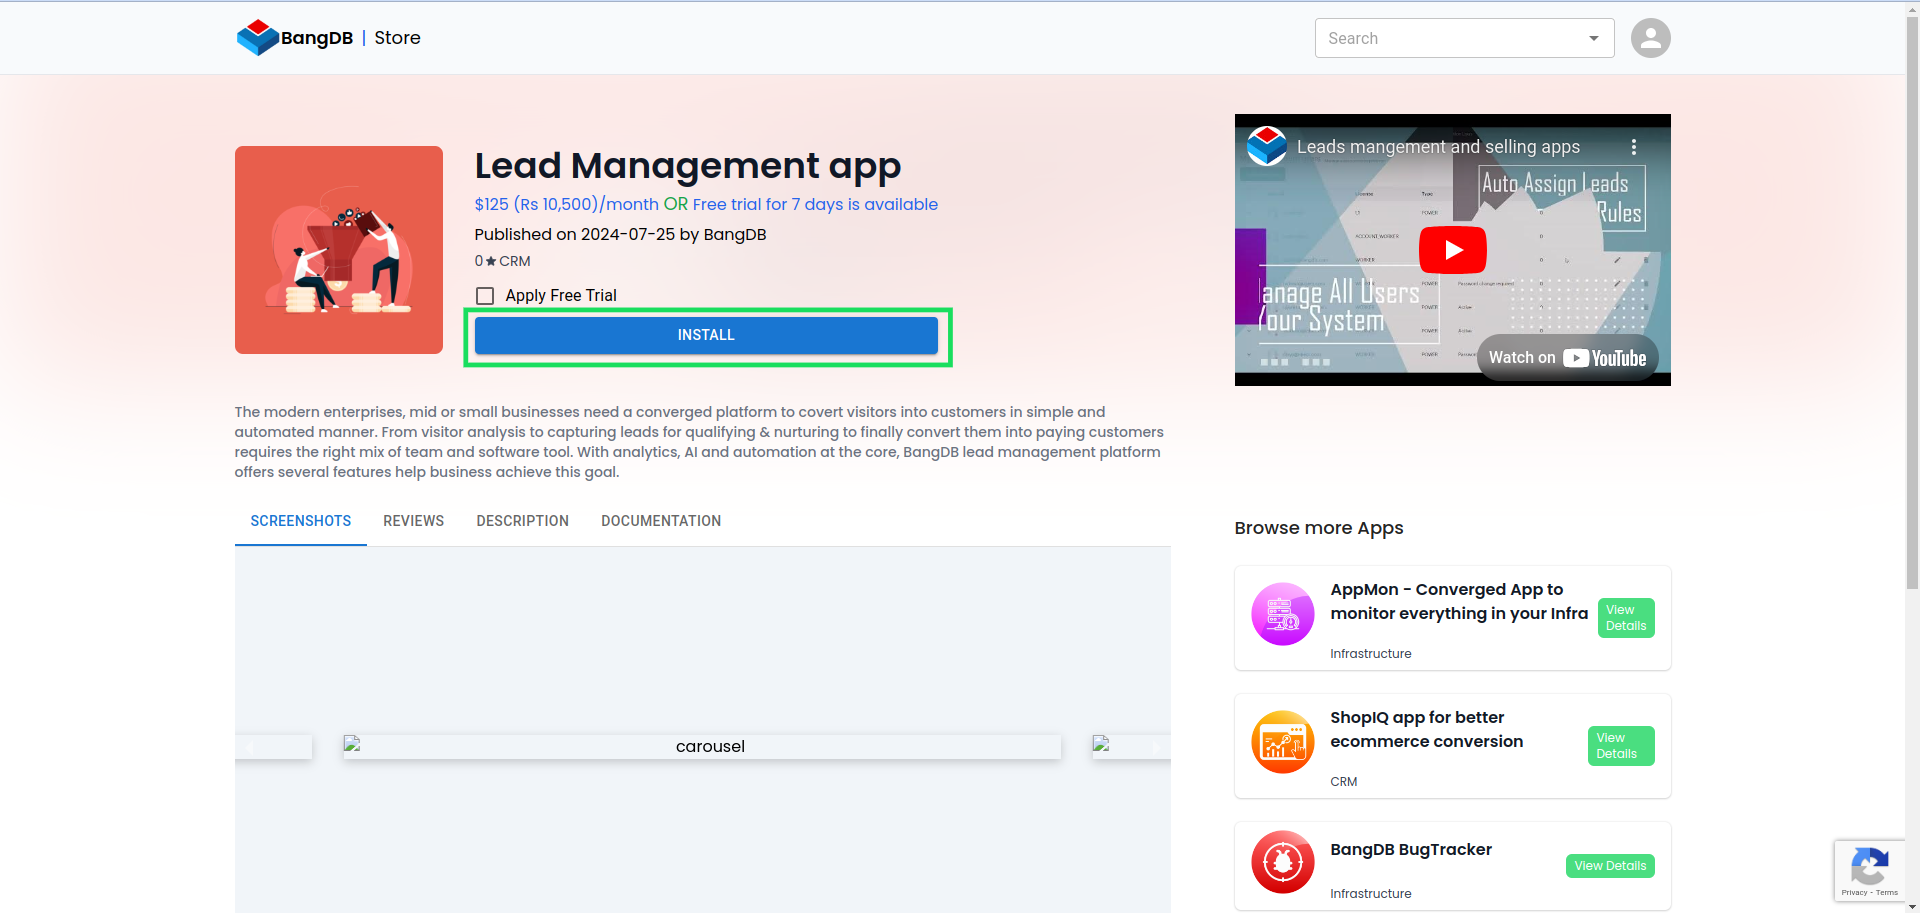 BangDB | Store
Search
Lead Management app
$125 (Rs 10,500)/month OR Free trial for 7 days is available
Published on 2024-07-25 by BangDB
0★CRM
Apply Free Trial
INSTALL
Leads mangement and selling apps
Auto Assign Leads
Rules
anage All Users
Your System
Watch on YouTube
The modern enterprises, mid or small businesses need a converged platform to covert visitors into customers in simple and
automated manner. From visitor analysis to capturing leads for qualifying & nurturing to finally convert them into paying customers
requires the right mix of team and software tool. With analytics, AI and automation at the core, BangDB lead management platform
offers several features help business achieve this goal.
SCREENSHOTS REVIEWS DESCRIPTION DOCUMENTATION
carousel
Browse more Apps
AppMon - Converged App to
monitor everything in your Infra
View
Details
Infrastructure
ShopIQ app for better
ecommerce conversion
View
Details
CRM
BangDB BugTracker
View Details
Infrastructure
Privacy - Terms